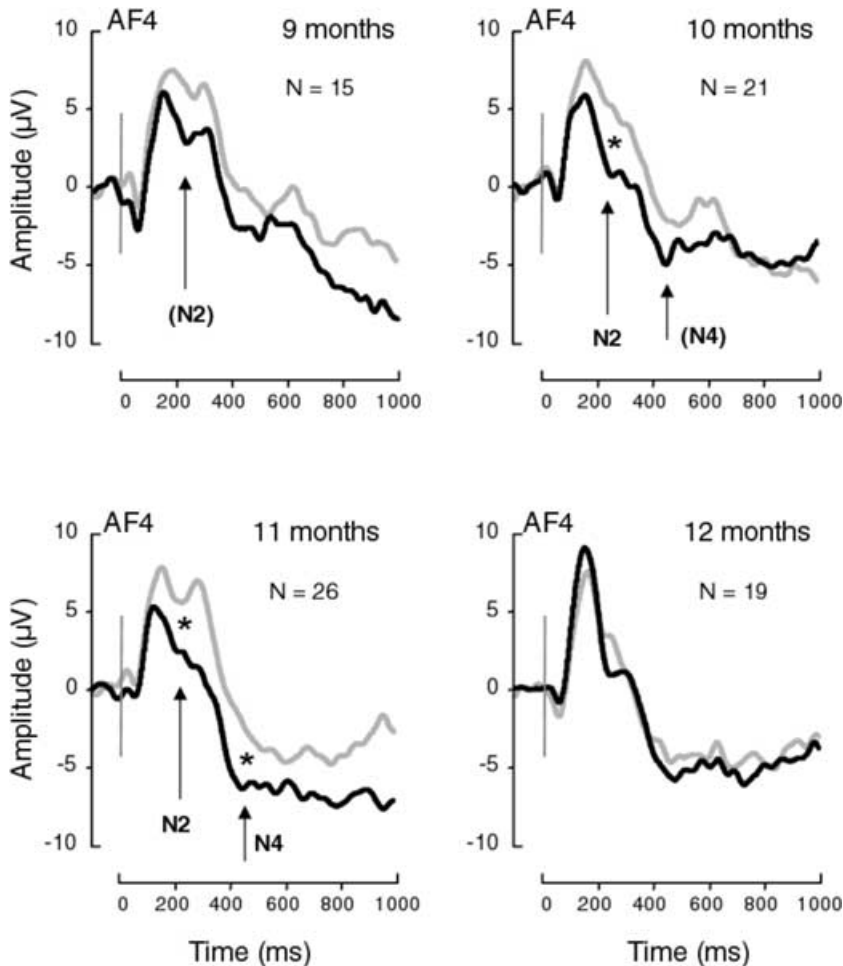 10 AF4 9 months
N = 15
5
0
-5
-10
Amplitude (µV)
(N2)
0 200 400 600 800 1000
10 AF4 10 months
N = 21
5
*
0
-5
-10
N2 (N4)
0 200 400 600 800 1000
10 AF4 11 months
N = 26
5
*
0
-5
*
-10
Amplitude (µV)
N2 N4
0 200 400 600 800 1000
Time (ms)
10 AF4 12 months
N = 19
5
0
-5
-10
0 200 400 600 800 1000
Time (ms)